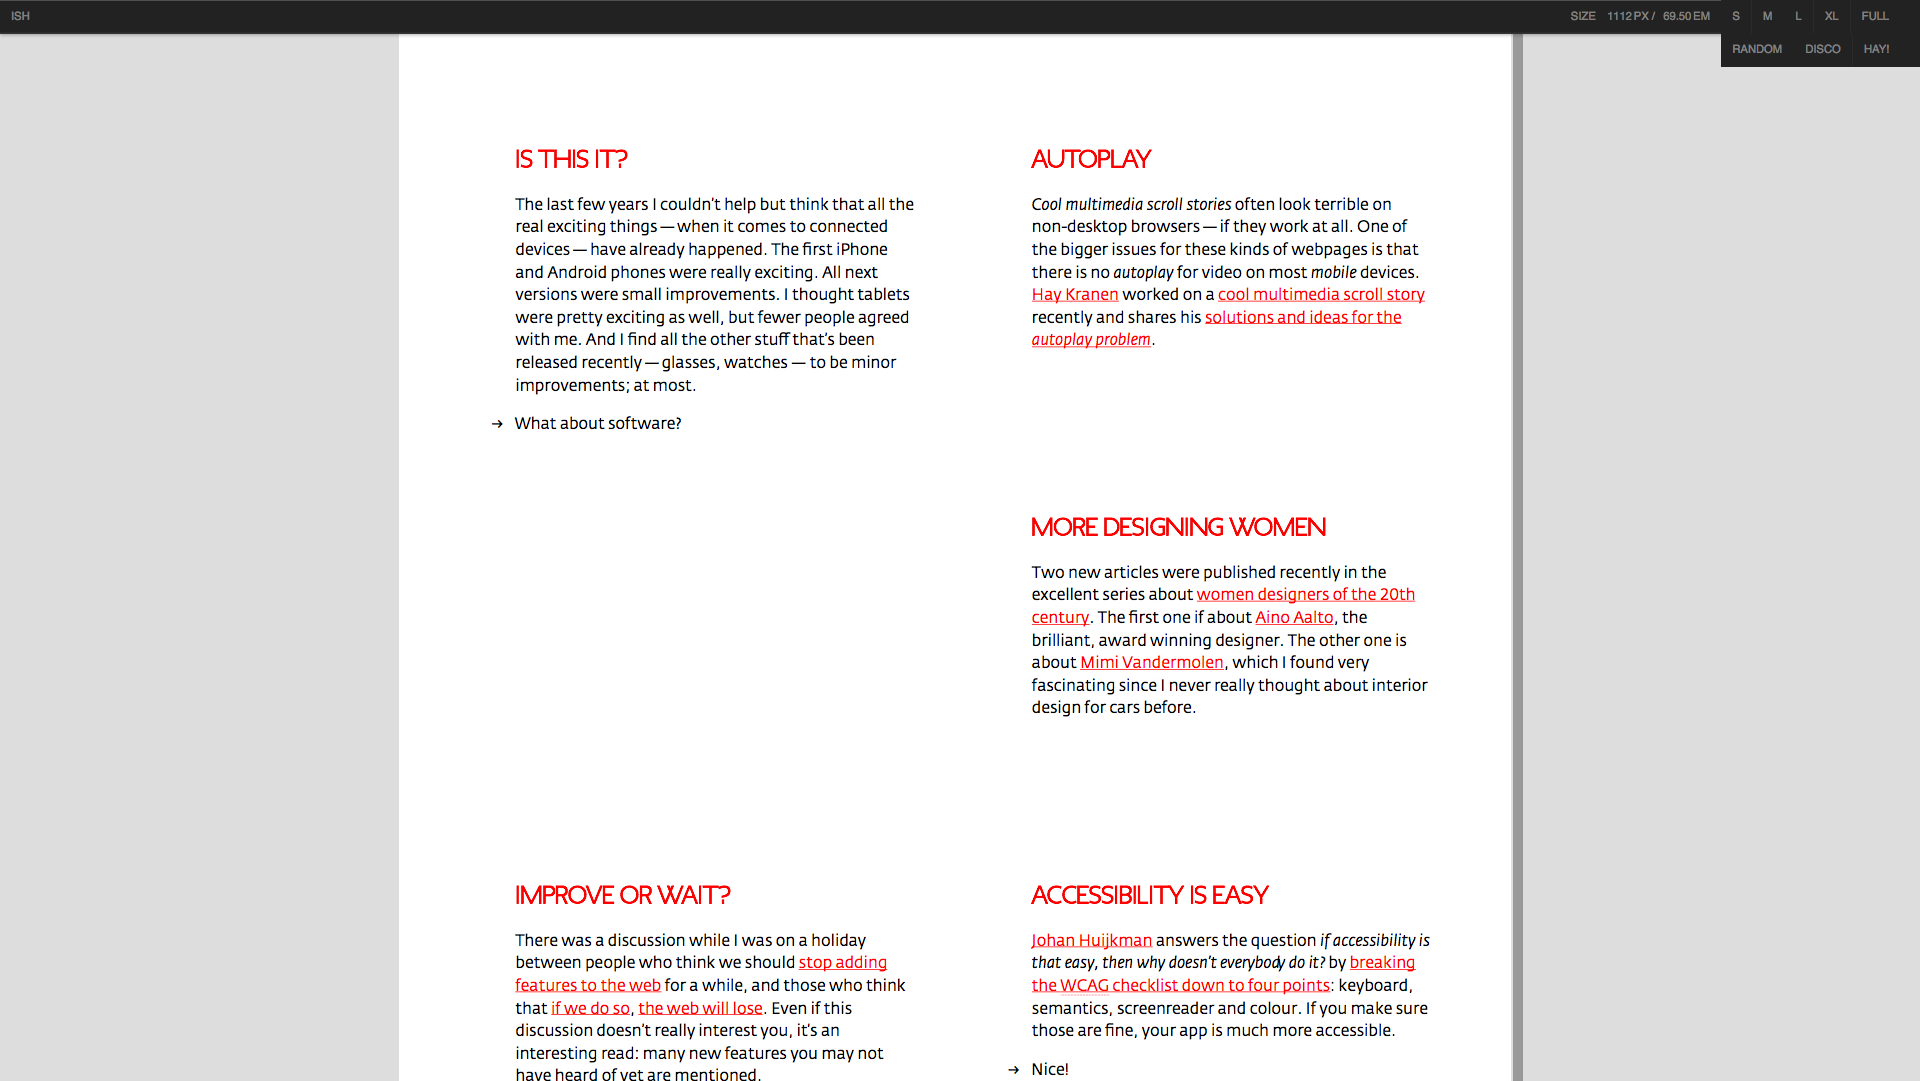 ISH
SIZE 1112PX / 69.50EM S M L XL FULL
RANDOM DISCO HAY!
IS THIS IT?
The last few years I couldn't help but think that all the
real exciting things — when it comes to connected
devices — have already happened. The first iPhone
and Android phones were really exciting. All next
versions were small improvements. I thought tablets
were pretty exciting as well, but fewer people agreed
with me. And I find all the other stuff that's been
released recently — glasses, watches — to be minor
improvements; at most.
→ What about software?
AUTOPLAY
Cool multimedia scroll stories often look terrible on
non-desktop browsers — if they work at all. One of
the bigger issues for these kinds of webpages is that
there is no autoplay for video on most mobile devices.
Hay Kranen worked on a cool multimedia scroll story
recently and shares his solutions and ideas for the
autoplay problem.
MORE DESIGNING WOMEN
Two new articles were published recently in the
excellent series about women designers of the 20th
century. The first one if about Aino Aalto, the
brilliant, award winning designer. The other one is
about Mimi Vandermolen, which I found very
fascinating since I never really thought about interior
design for cars before.
IMPROVE OR WAIT?
There was a discussion while I was on a holiday
between people who think we should stop adding
features to the web for a while, and those who think
that if we do so, the web will lose. Even if this
discussion doesn't really interest you, it's an
interesting read: many new features you may not
have heard of yet are mentioned.
ACCESSIBILITY IS EASY
Johan Huijkman answers the question if accessibility is
that easy, then why doesn't everybody do it? by breaking
the WCAG checklist down to four points: keyboard,
semantics, screenreader and colour. If you make sure
those are fine, your app is much more accessible.
→ Nice!